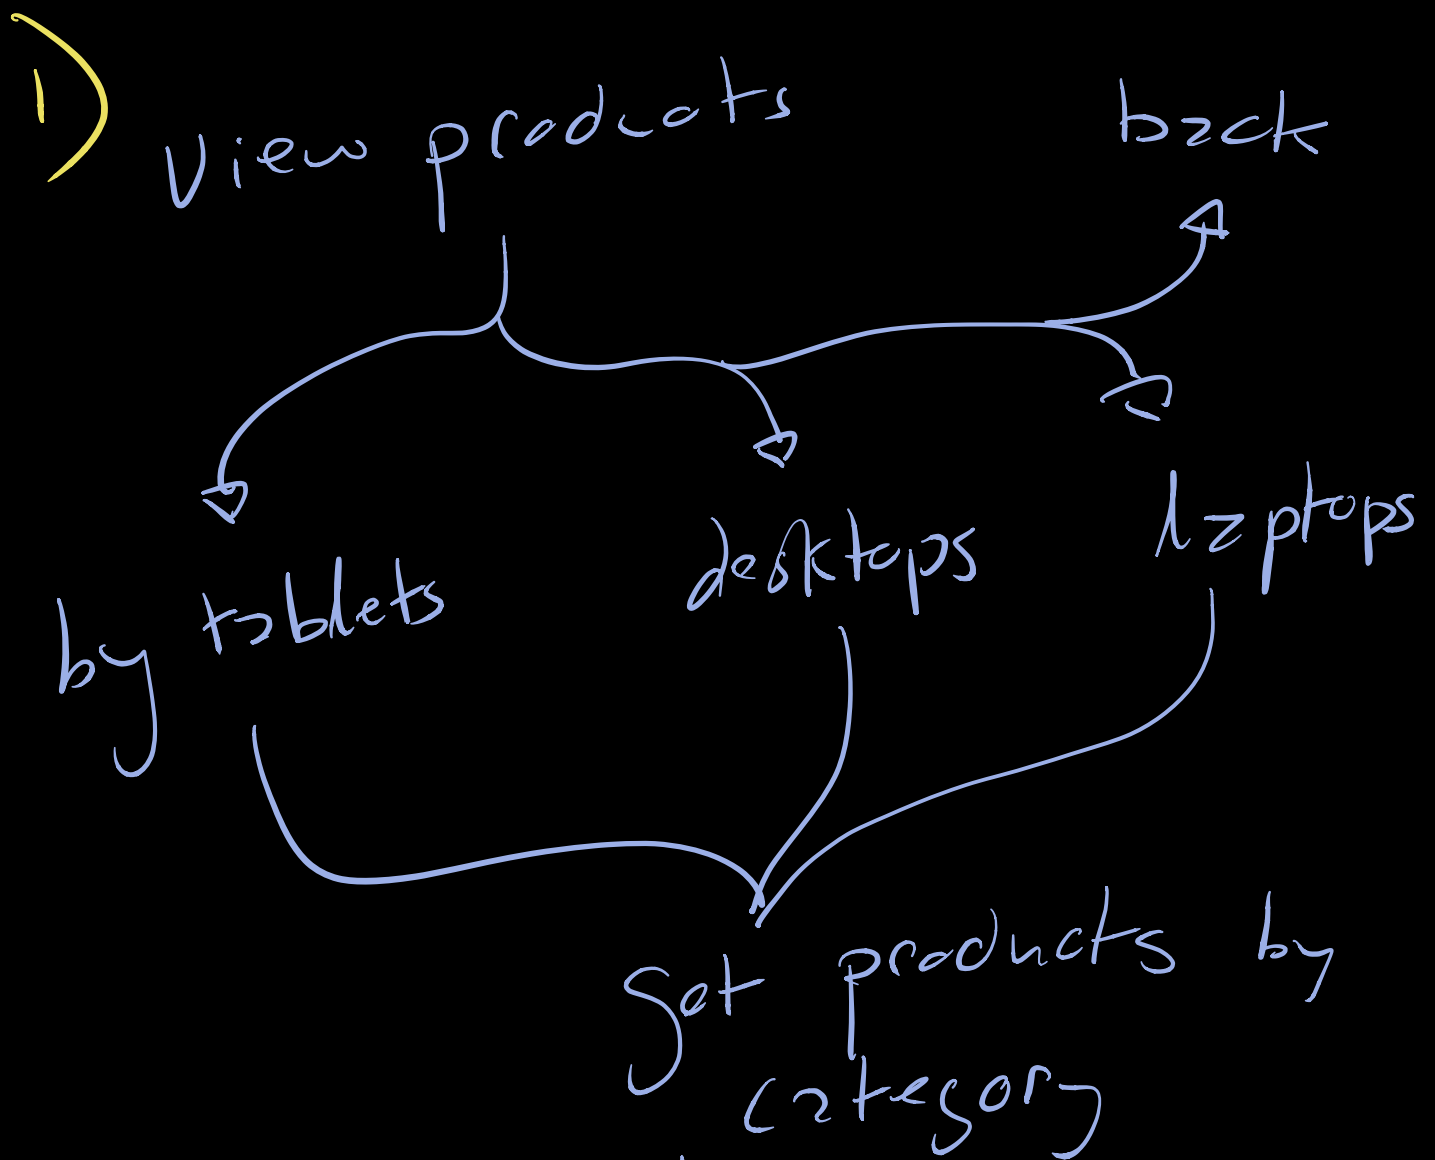 1)
View products
back
by tablets
desktops
laptops
get products by
category